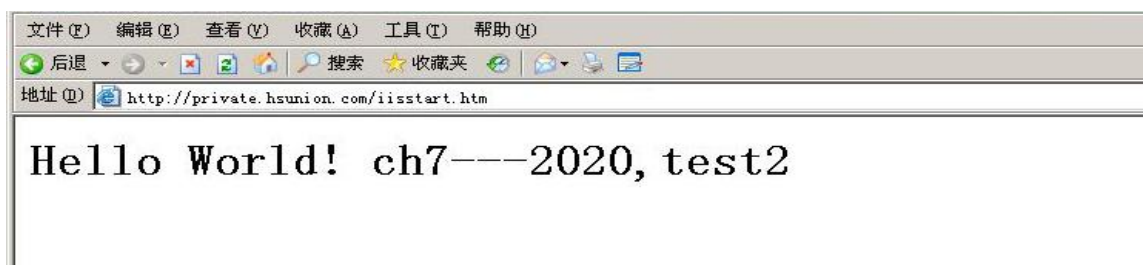 文件(F) 编辑(E) 查看(V) 收藏(A) 工具(T) 帮助(H)
后退 搜索 收藏夹
地址(D) http://private.hsunion.com/iisstart.htm
Hello World! ch7---2020,test2